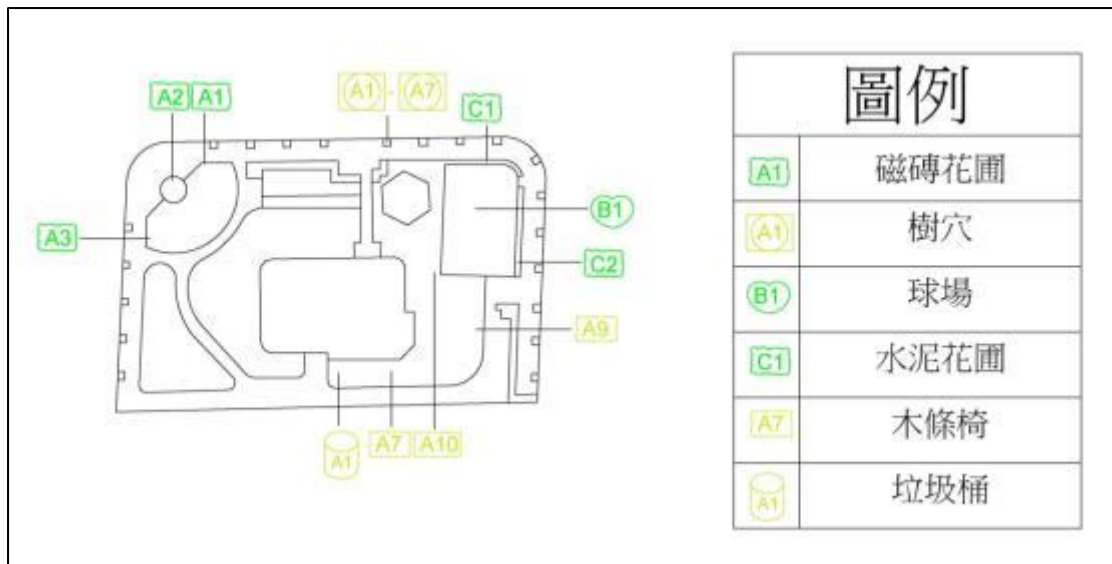 A2 A1
A1 - A7
C1
B1
A3
C2
A9
A1
A7 A10
圖例
A1 磁磚花圃
A1 樹穴
B1 球場
C1 水泥花圃
A7 木條椅
A1 垃圾桶